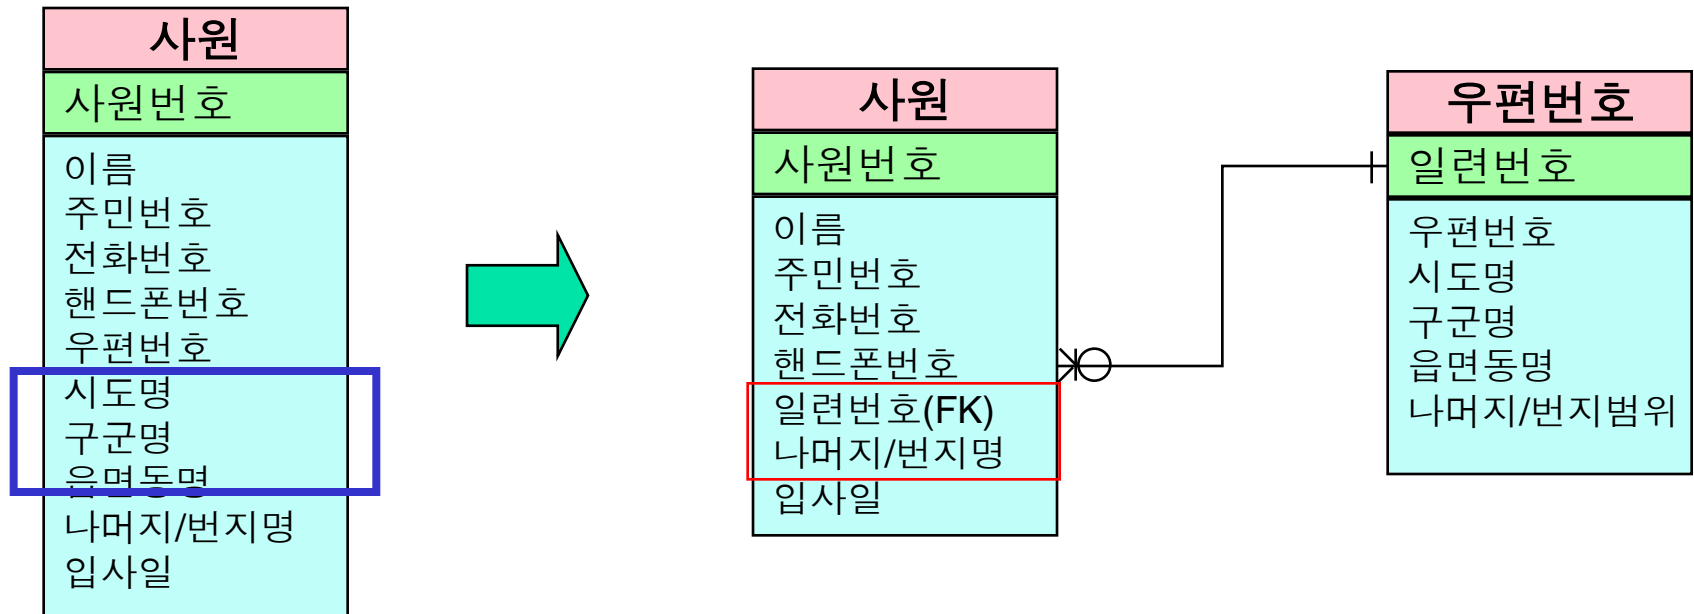 사원
사원번호
이름
주민번호
전화번호
핸드폰번호
우편번호
시도명
구군명
읍면동명
나머지/번지명
입사일
사원
사원번호
이름
주민번호
전화번호
핸드폰번호
일련번호(FK)
나머지/번지명
입사일
우편번호
일련번호
우편번호
시도명
구군명
읍면동명
나머지/번지범위